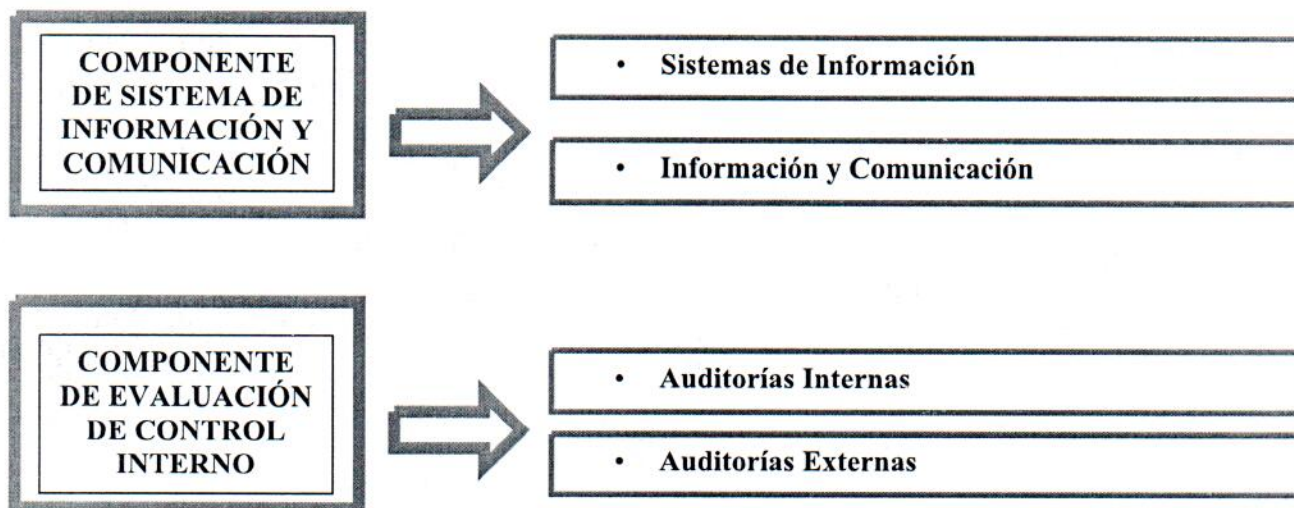 COMPONENTE
DE SISTEMA DE
INFORMACIÓN Y
COMUNICACIÓN
• Sistemas de Información
• Información y Comunicación
COMPONENTE
DE EVALUACIÓN
DE CONTROL
INTERNO
• Auditorías Internas
• Auditorías Externas